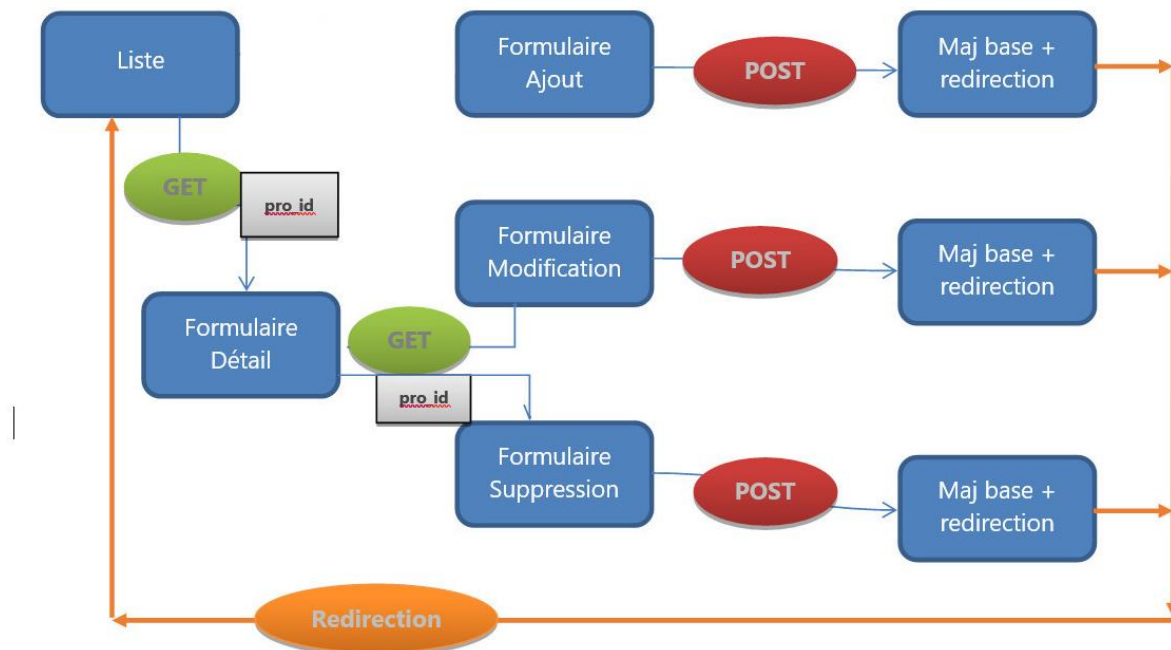 Liste
Formulaire
Ajout
POST
Maj base +
redirection
GET
pro_id
Formulaire
Modification
POST
Maj base +
redirection
Formulaire
Détail
GET
pro_id
Formulaire
Suppression
POST
Maj base +
redirection
Redirection